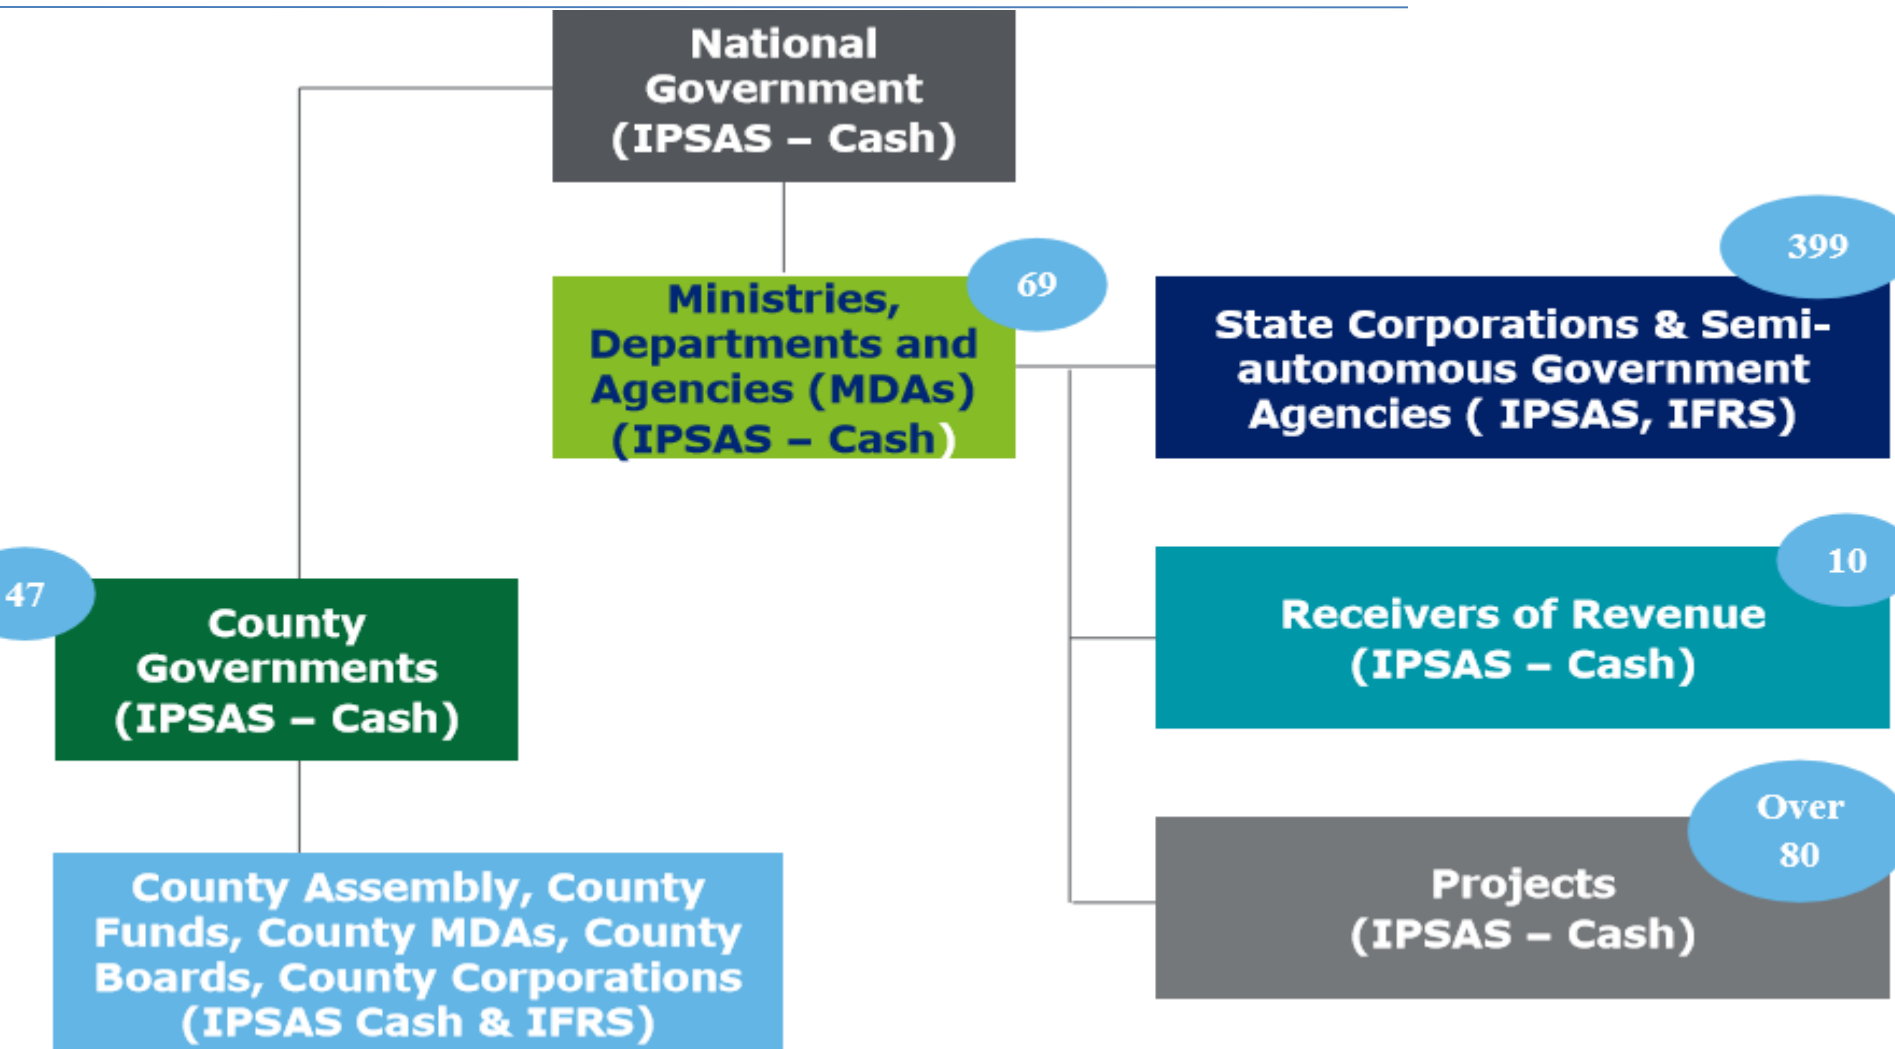 National
Government
(IPSAS – Cash)
69
Ministries,
Departments and
Agencies (MDAs)
(IPSAS – Cash)
399
State Corporations & Semi-
autonomous Government
Agencies ( IPSAS, IFRS)
47
County
Governments
(IPSAS – Cash)
10
Receivers of Revenue
(IPSAS – Cash)
Over
80
Projects
(IPSAS – Cash)
County Assembly, County
Funds, County MDAs, County
Boards, County Corporations
(IPSAS Cash & IFRS)